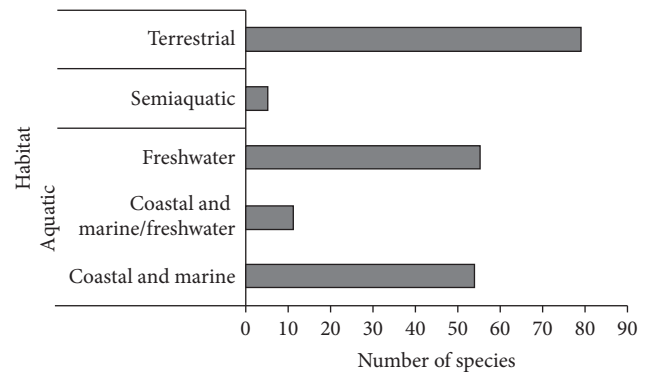 Terrestrial
Semiaquatic
Freshwater
Coastal and
marine/freshwater
Coastal and marine
Habitat
Aquatic
0 10 20 30 40 50 60 70 80 90
Number of species